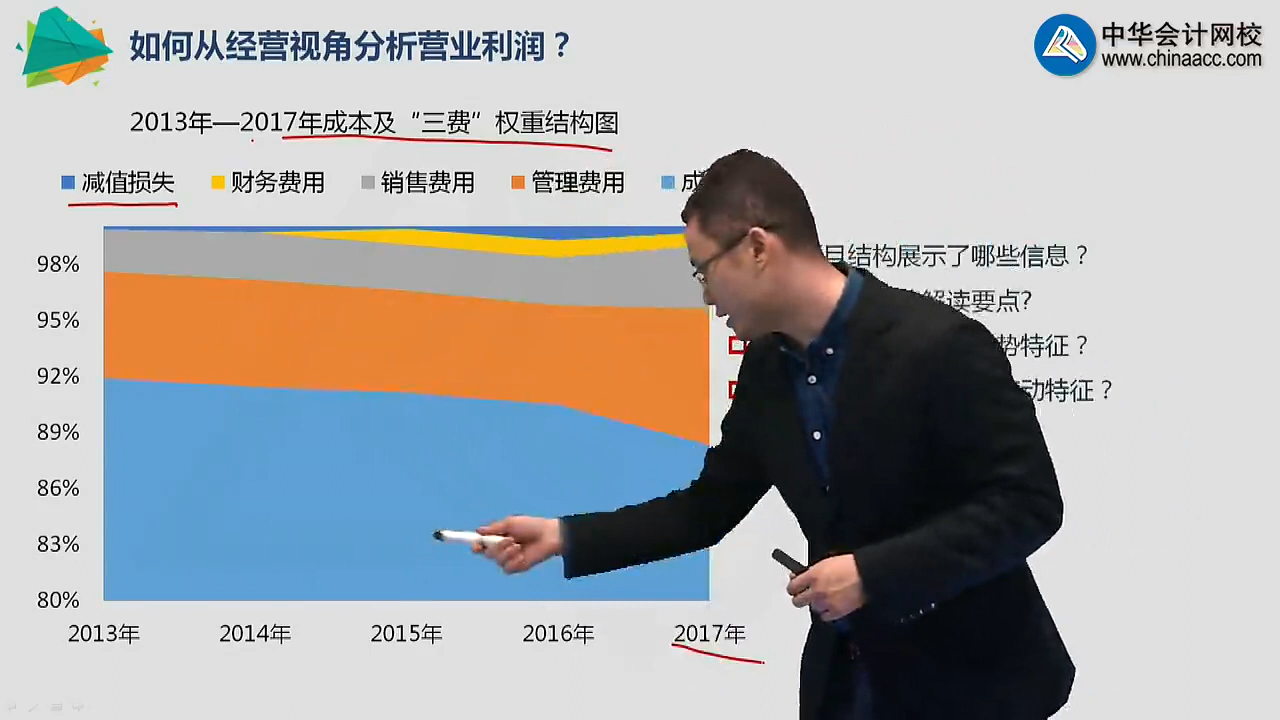 如何从经营视角分析营业利润？
中华会计网校
www.chinaacc.com
2013年—2017年成本及“三费”权重结构图
减值损失 财务费用 销售费用 管理费用
结构展示了哪些信息？
解读要点?
势特征？
动特征？
98%
95%
92%
89%
86%
83%
80%
2013年 2014年 2015年 2016年 2017年